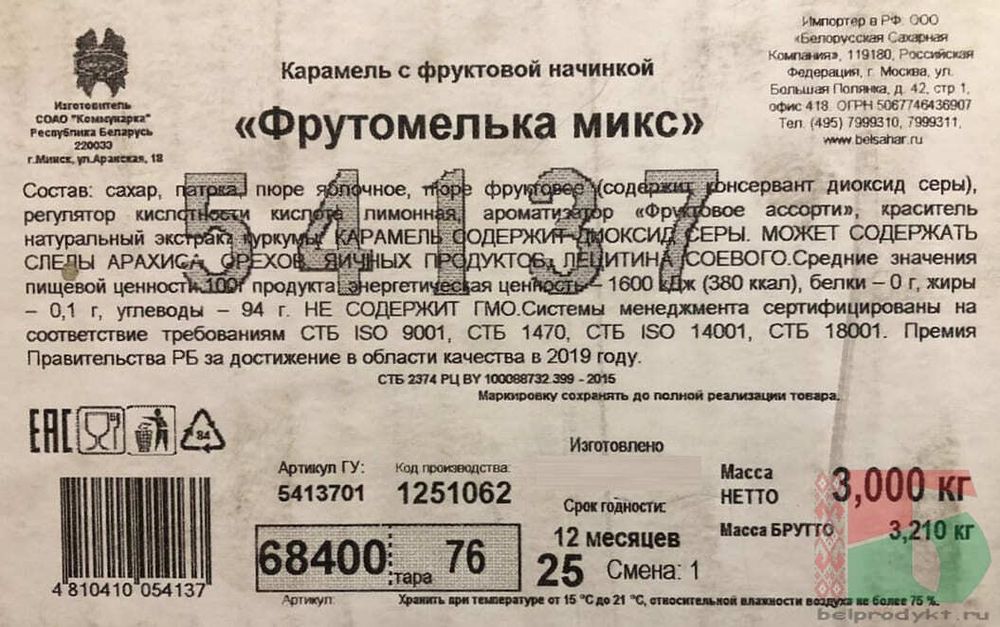 Изготовитель
СОАО "Коммунарка"
Республика Беларусь
220033
г.Минск, ул.Аранская, 18
Карамель с фруктовой начинкой
«Фрутомелька микс»
Импортер в РФ: ООО
«Белорусская Сахарная
Компания», 119180, Российская
Федерация, г. Москва, ул.
Большая Полянка, д. 42, стр 1,
офис 418. ОГРН 5067746436907
Тел. (495) 7999310, 7999311,
www.belsahar.ru
54137
Состав: сахар, патока, пюре яблочное, пюре фруктовое (содержит консервант диоксид серы),
регулятор кислотности кислота лимонная, ароматизатор «Фруктовое ассорти», краситель
натуральный экстракт куркумы. КАРАМЕЛЬ СОДЕРЖИТ ДИОКСИД СЕРЫ. МОЖЕТ СОДЕРЖАТЬ
СЛЕДЫ АРАХИСА, ОРЕХОВ, ЯИЧНЫХ ПРОДУКТОВ, ЛЕЦИТИНА СОЕВОГО.Средние значения
пищевой ценности 100г продукта: энергетическая ценность – 1600 кДж (380 ккал), белки – 0 г, жиры
– 0,1 г, углеводы – 94 г. НЕ СОДЕРЖИТ ГМО.Системы менеджмента сертифицированы на
соответствие требованиям СТБ ISO 9001, СТБ 1470, СТБ ISO 14001, СТБ 18001. Премия
Правительства РБ за достижение в области качества в 2019 году.
СТБ 2374 РЦ BY 100088732.399 - 2015
Маркировку сохранять до полной реализации товара.
EAC
84
Артикул ГУ:
5413701
Код производства:
1251062
Изготовлено
Срок годности:
12 месяцев
25 Смена: 1
Масса
НЕТТО
3,000 кг
Масса БРУТТО
3,210 кг
68400 тара 76
Артикул:
4 810410 054137
Хранить при температуре от 15 °C до 21 °C, относительной влажности воздуха не более 75 %.
belprodykt.ru